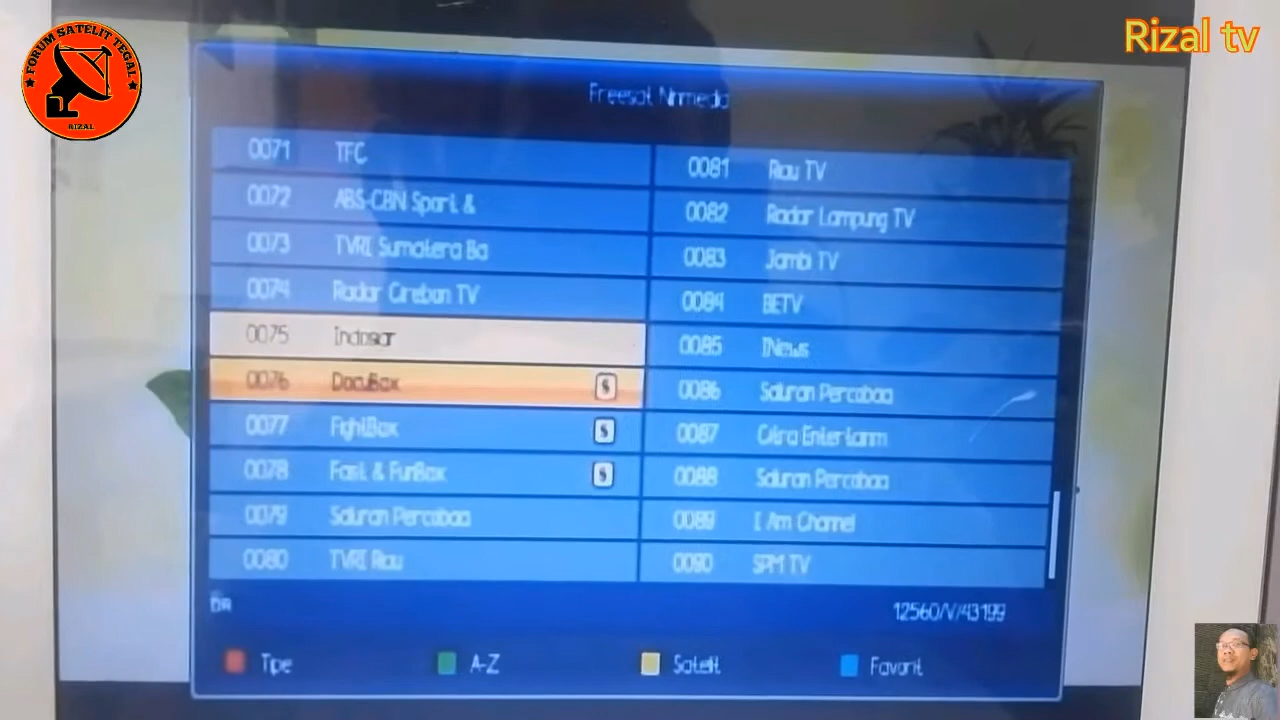 FORUM SATELIT TEGAL
RIZAL
Rizal tv
Freesat Ninmedia
0071 TFC
0072 ABS-CBN Sport &
0073 TVRI Sumatera Ba
0074 Radar Cirebon TV
0075
0076 DocuBox $
0077 FightBox $
0078 Fast & FunBox $
0079 Saluran Percobaa
0080 TVRI Riau
0081 Riau TV
0082 Radar Lampung TV
0083 Jambi TV
0084 BETV
0085 INews
0086 Saluran Percobaa
0087 Citra Entertainm
0088 Saluran Percobaa
0089 I Am Channel
0090 SPM TV
12560/V/43199
Tipe
A-Z
Satelit
Favorit